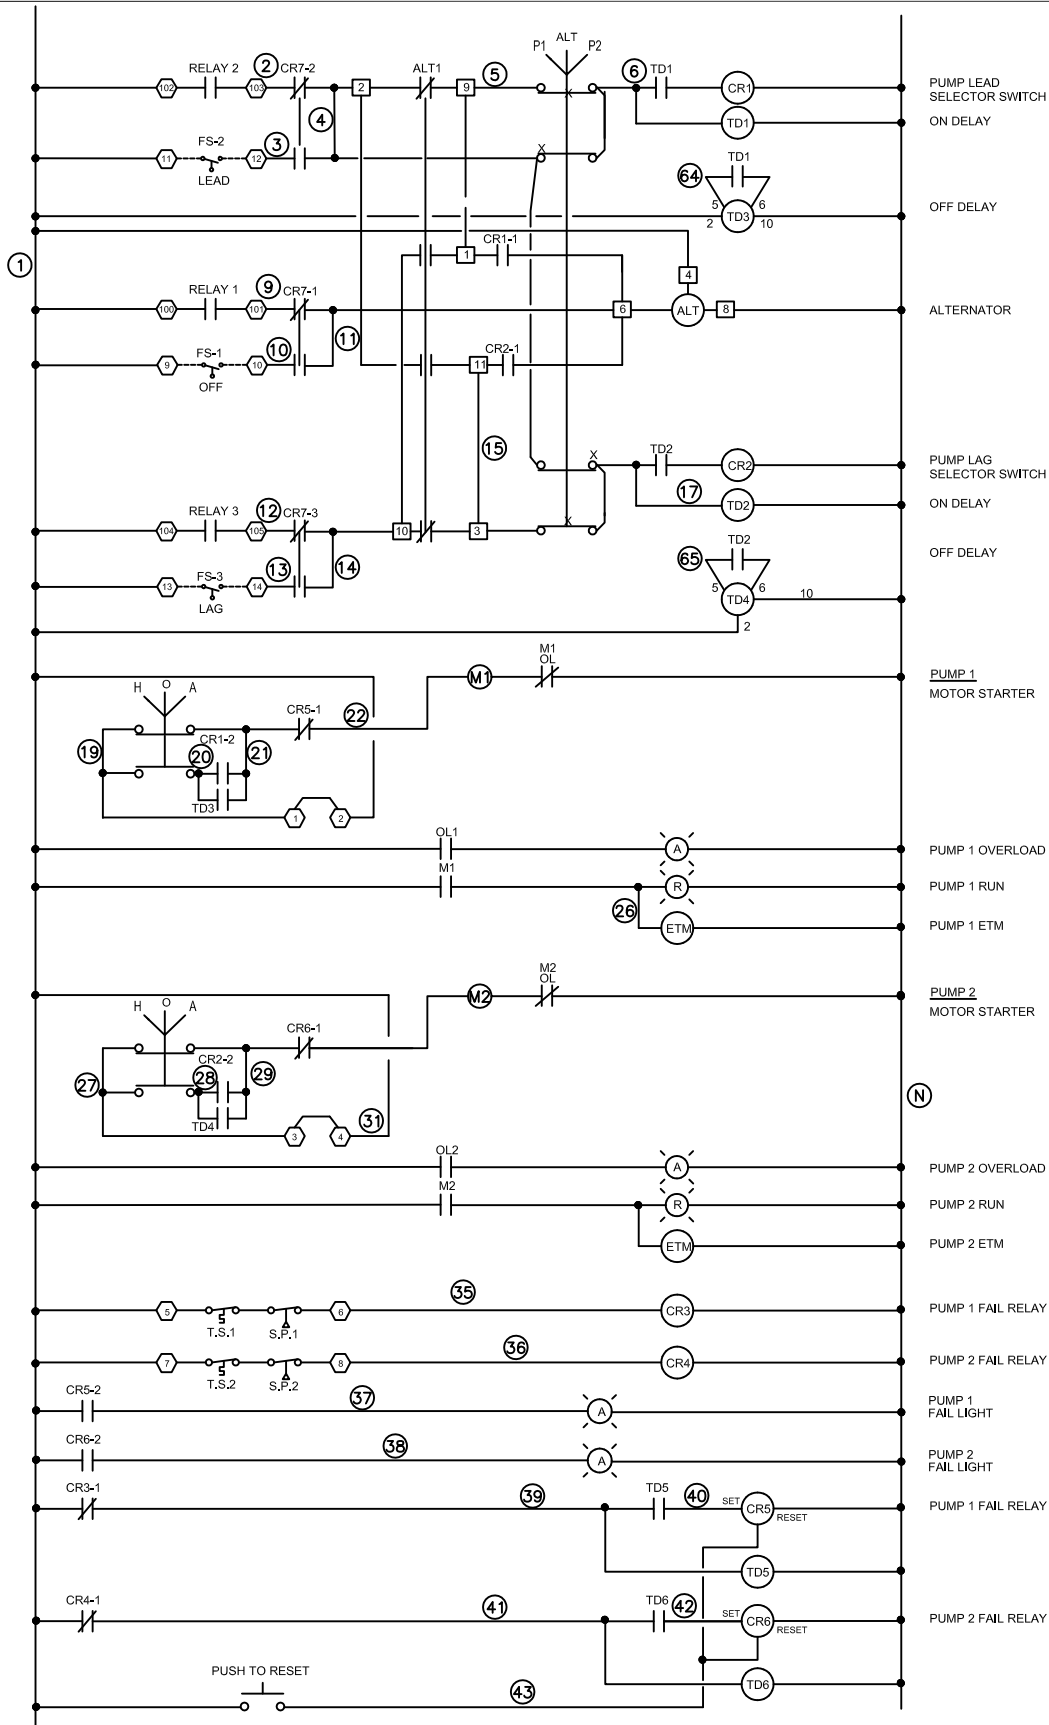 P1 ALT P2
RELAY 2 2 CR7-2 ALT1 5 6 TD1
102 103 2 9 CR1 PUMP LEAD
SELECTOR SWITCH
4 TD1 ON DELAY
FS-2 3 X
11 12 X
LEAD
TD1
64
5 6
2 TD3 10 OFF DELAY
CR1-1
1 1
4
RELAY 1 9 CR7-1
100 101 6 ALT 8 ALTERNATOR
11
FS-1 10 CR2-1
9 10 11
OFF
15
TD2
X CR2 PUMP LAG
SELECTOR SWITCH
17 TD2 ON DELAY
RELAY 3 12 CR7-3
104 105 10 3 X
TD2 OFF DELAY
65
FS-3 13 14
13 14
LAG
5 6
TD4 10
2
M1
OL
M1 PUMP 1
MOTOR STARTER
H O A
CR5-1 22
19 CR1-2
20 21
TD3
1 2
OL1
A PUMP 1 OVERLOAD
M1
R PUMP 1 RUN
26
ETM PUMP 1 ETM
M2
OL
M2 PUMP 2
MOTOR STARTER
H O A
CR6-1
CR2-2
27 28 29
N
TD4
3 4 31
OL2
A PUMP 2 OVERLOAD
M2
R PUMP 2 RUN
ETM PUMP 2 ETM
35
5 6 CR3 PUMP 1 FAIL RELAY
T.S.1 S.P.1
36
7 8 CR4 PUMP 2 FAIL RELAY
T.S.2 S.P.2
CR5-2 37
A PUMP 1
FAIL LIGHT
CR6-2 38
A PUMP 2
FAIL LIGHT
CR3-1 39 TD5 40
SET CR5 RESET PUMP 1 FAIL RELAY
TD5
CR4-1 41 TD6 42
SET CR6 RESET PUMP 2 FAIL RELAY
PUSH TO RESET
43 TD6